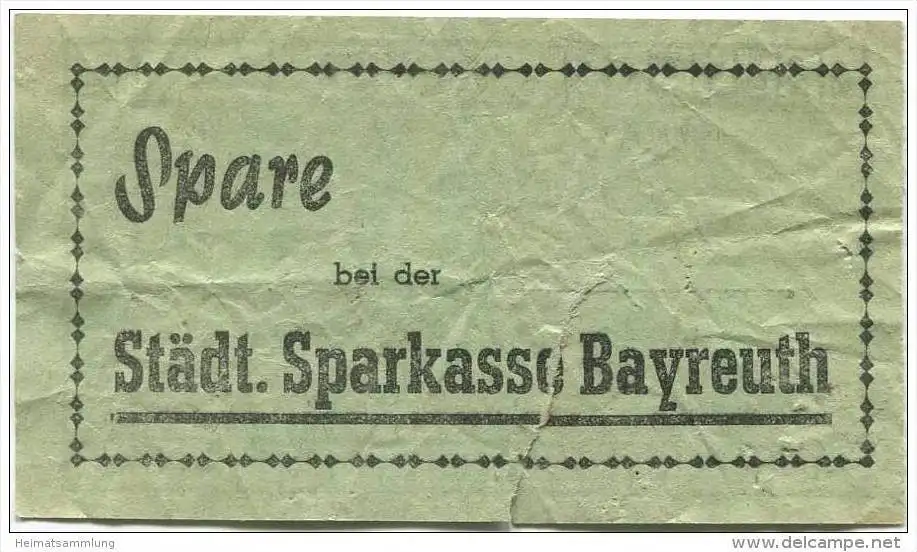 Spare
bei der
Städt. Sparkasse Bayreuth
Heimatsammlung
www.delcampe.net